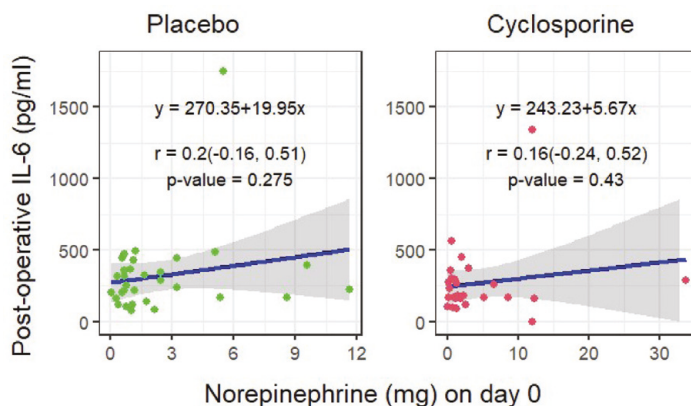 Placebo
Cyclosporine
Post-operative IL-6 (pg/ml)
1500
1000
500
0
y = 270.35+19.95x
r = 0.2(-0.16, 0.51)
p-value = 0.275
0 3 6 9 12
1500
1000
500
0
y = 243.23+5.67x
r = 0.16(-0.24, 0.52)
p-value = 0.43
0 10 20 30
Norepinephrine (mg) on day 0